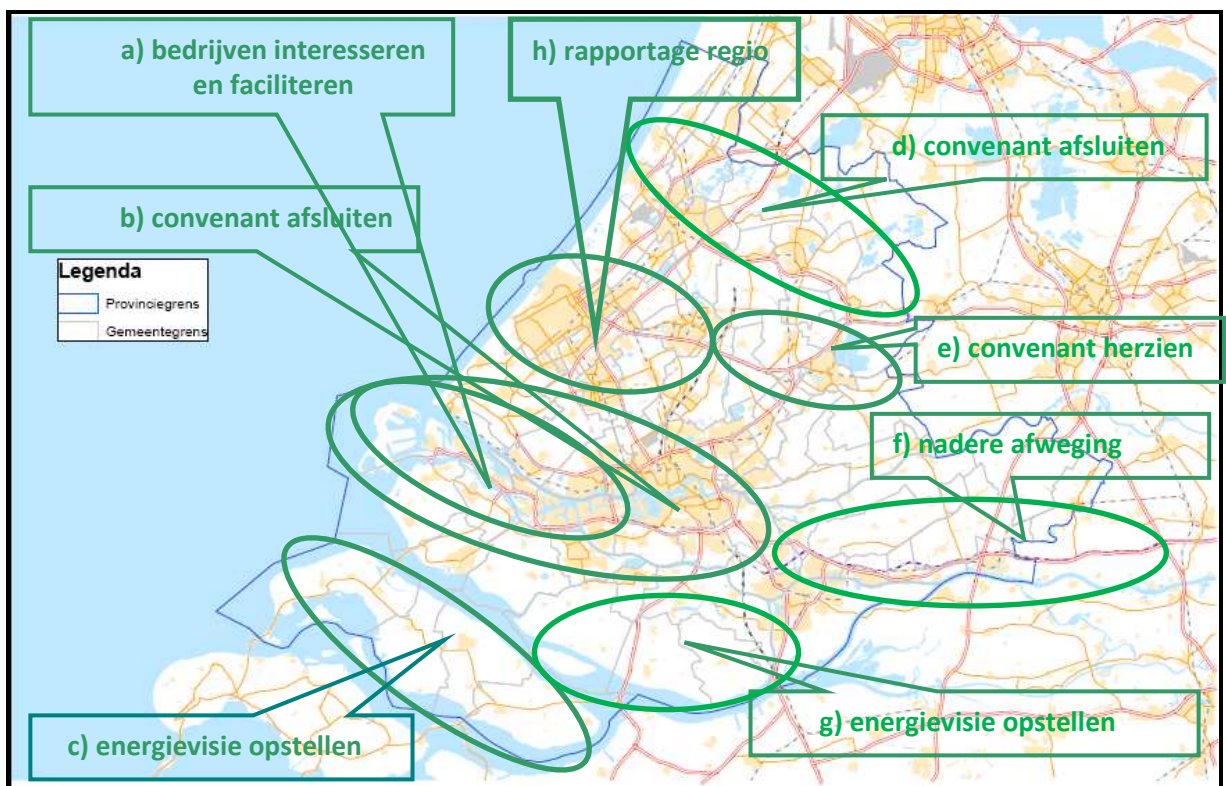 a) bedrijven interesseren
en faciliteren
h) rapportage regio
d) convenant afsluiten
b) convenant afsluiten
Legenda
Provinciegrens
Gemeentegrens
e) convenant herzien
f) nadere afweging
g) energievisie opstellen
c) energievisie opstellen